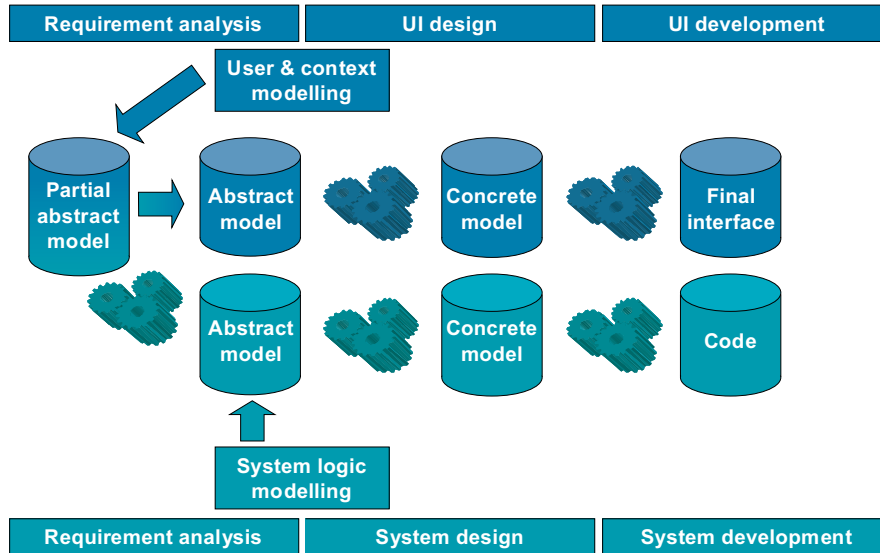 Requirement analysis
UI design
UI development
User & context
modelling
Partial
abstract
model
Abstract
model
Concrete
model
Final
interface
Abstract
model
Concrete
model
Code
System logic
modelling
Requirement analysis
System design
System development